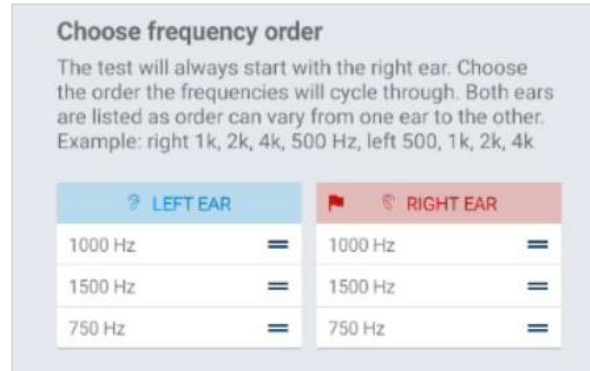 Choose frequency order
The test will always start with the right ear. Choose
the order the frequencies will cycle through. Both ears
are listed as order can vary from one ear to the other.
Example: right 1k, 2k, 4k, 500 Hz, left 500, 1k, 2k, 4k
LEFT EAR
RIGHT EAR
1000 Hz
1000 Hz
1500 Hz
1500 Hz
750 Hz
750 Hz